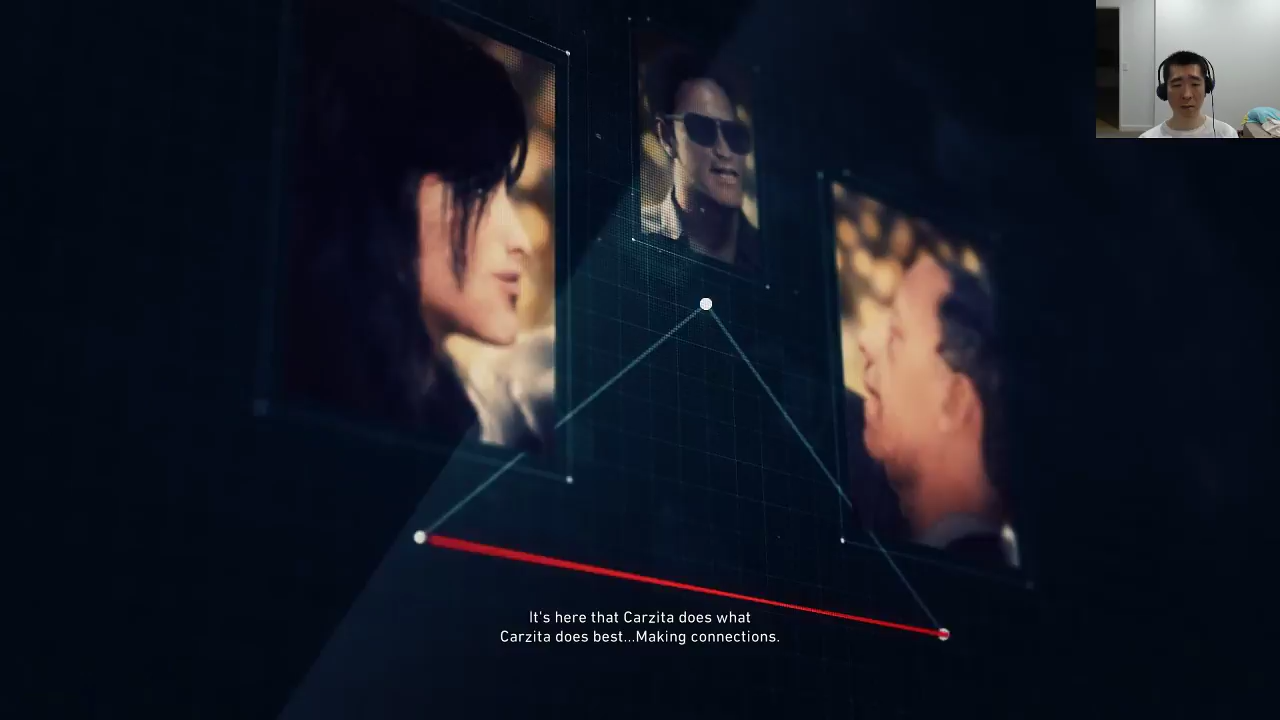 It's here that Carzita does what
Carzita does best...Making connections.